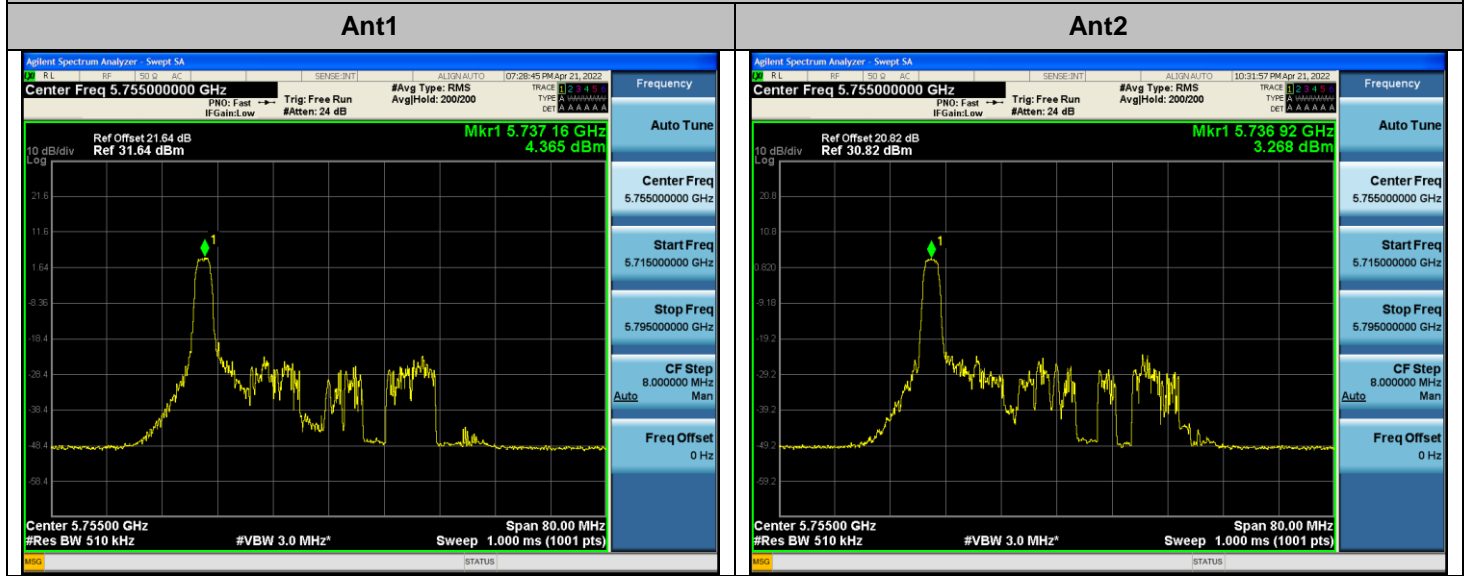 Ant1
Ant2
Agilent Spectrum Analyzer - Swept SA
RL RF 50 Ω AC SENSE:INT ALIGN AUTO 07:28:45 PM Apr 21, 2022
Center Freq 5.755000000 GHz
#Avg Type: RMS
TRACE 1 2 3 4 5 6
PNO: Fast
Trig: Free Run
Avg|Hold: 200/200
TYPE A
IFGain:Low
#Atten: 24 dB
DET A A A A A A
Ref Offset 21.64 dB
Mkr1 5.737 16 GHz
10 dB/div
Ref 31.64 dBm
4.365 dBm
Log
21.6
11.6
1.64
-8.36
-18.4
-28.4
-38.4
-48.4
-58.4
1
Center 5.75500 GHz
Span 80.00 MHz
#Res BW 510 kHz
#VBW 3.0 MHz*
Sweep 1.000 ms (1001 pts)
MSG
STATUS
Frequency
Auto Tune
Center Freq
5.755000000 GHz
Start Freq
5.715000000 GHz
Stop Freq
5.795000000 GHz
CF Step
8.000000 MHz
Auto Man
Freq Offset
0 Hz
Agilent Spectrum Analyzer - Swept SA
RL RF 50 Ω AC SENSE:INT ALIGN AUTO 10:31:57 PM Apr 21, 2022
Center Freq 5.755000000 GHz
#Avg Type: RMS
TRACE 1 2 3 4 5 6
PNO: Fast
Trig: Free Run
Avg|Hold: 200/200
TYPE A
IFGain:Low
#Atten: 24 dB
DET A A A A A A
Ref Offset 20.82 dB
Mkr1 5.736 92 GHz
10 dB/div
Ref 30.82 dBm
3.268 dBm
Log
20.8
10.8
0.820
-9.18
-19.2
-29.2
-39.2
-49.2
-59.2
1
Center 5.75500 GHz
Span 80.00 MHz
#Res BW 510 kHz
#VBW 3.0 MHz*
Sweep 1.000 ms (1001 pts)
MSG
STATUS
Frequency
Auto Tune
Center Freq
5.755000000 GHz
Start Freq
5.715000000 GHz
Stop Freq
5.795000000 GHz
CF Step
8.000000 MHz
Auto Man
Freq Offset
0 Hz